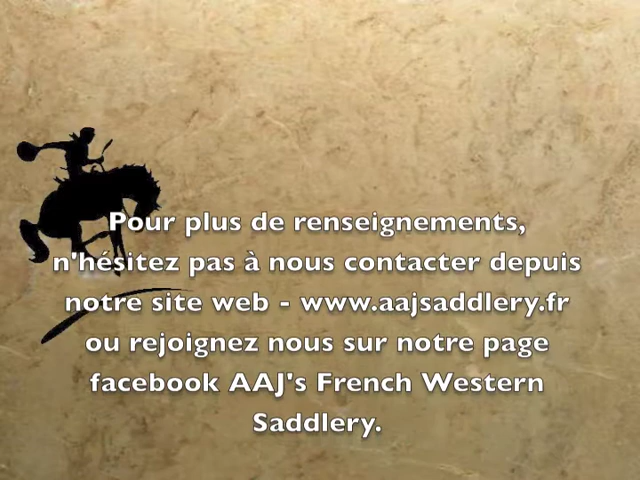 Pour plus de renseignements,
n'hésitez pas à nous contacter depuis
notre site web - www.aajsaddlery.fr
ou rejoignez nous sur notre page
facebook AAJ's French Western
Saddlery.